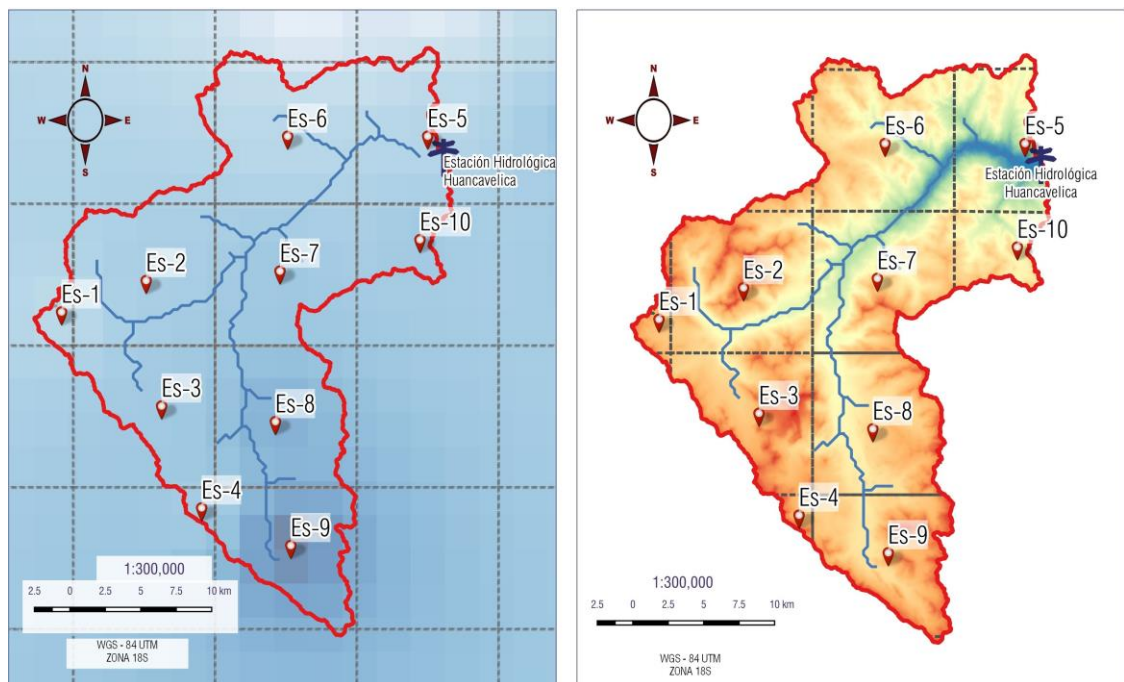 N
W E
S
Es-6
Es-5
Estación Hidrológica
Huancavelica
Es-10
Es-2
Es-7
Es-1
Es-3
Es-8
Es-4
Es-9
1:300,000
2.5 0 2.5 5 7.5 10 km
WGS - 84 UTM
ZONA 18S
N
W E
S
Es-6
Es-5
Estación Hidrológica
Huancavelica
Es-10
Es-2
Es-7
Es-1
Es-3
Es-8
Es-4
Es-9
1:300,000
2.5 0 2.5 5 7.5 10 km
WGS - 84 UTM
ZONA 18S